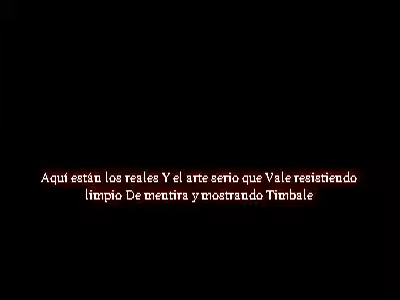 Aquí están los reales Y el arte serio que Vale resistiendo
limpio De mentira y mostrando Timbale